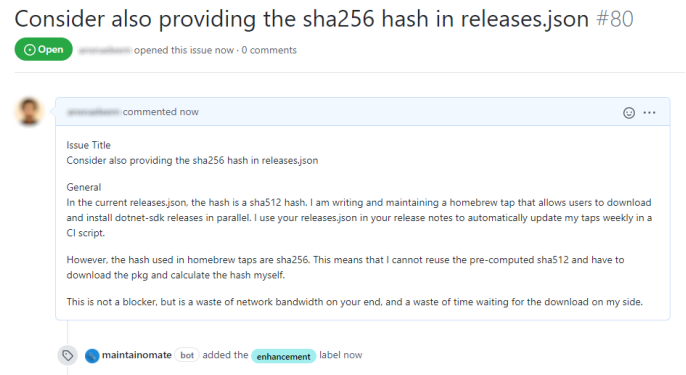 Consider also providing the sha256 hash in releases.json #80
Open opened this issue now · 0 comments
commented now
Issue Title
Consider also providing the sha256 hash in releases.json
General
In the current releases.json, the hash is a sha512 hash. I am writing and maintaining a homebrew tap that allows users to download
and install dotnet-sdk releases in parallel. I use your releases.json in your release notes to automatically update my taps weekly in a
CI script.
However, the hash used in homebrew taps are sha256. This means that I cannot reuse the pre-computed sha512 and have to
download the pkg and calculate the hash myself.
This is not a blocker, but is a waste of network bandwidth on your end, and a waste of time waiting for the download on my side.
maintainomate bot added the enhancement label now